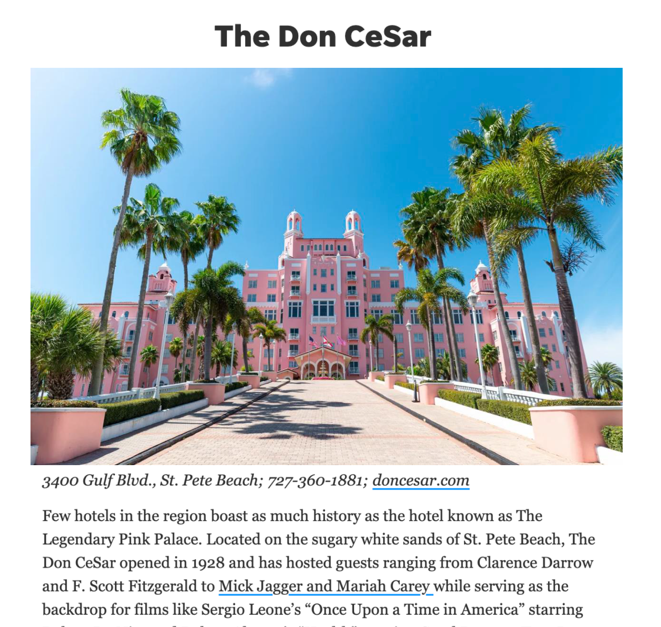 The Don CeSar
3400 Gulf Blvd., St. Pete Beach; 727-360-1881; doncesar.com
Few hotels in the region boast as much history as the hotel known as The
Legendary Pink Palace. Located on the sugary white sands of St. Pete Beach, The
Don CeSar opened in 1928 and has hosted guests ranging from Clarence Darrow
and F. Scott Fitzgerald to Mick Jagger and Mariah Carey while serving as the
backdrop for films like Sergio Leone’s “Once Upon a Time in America” starring